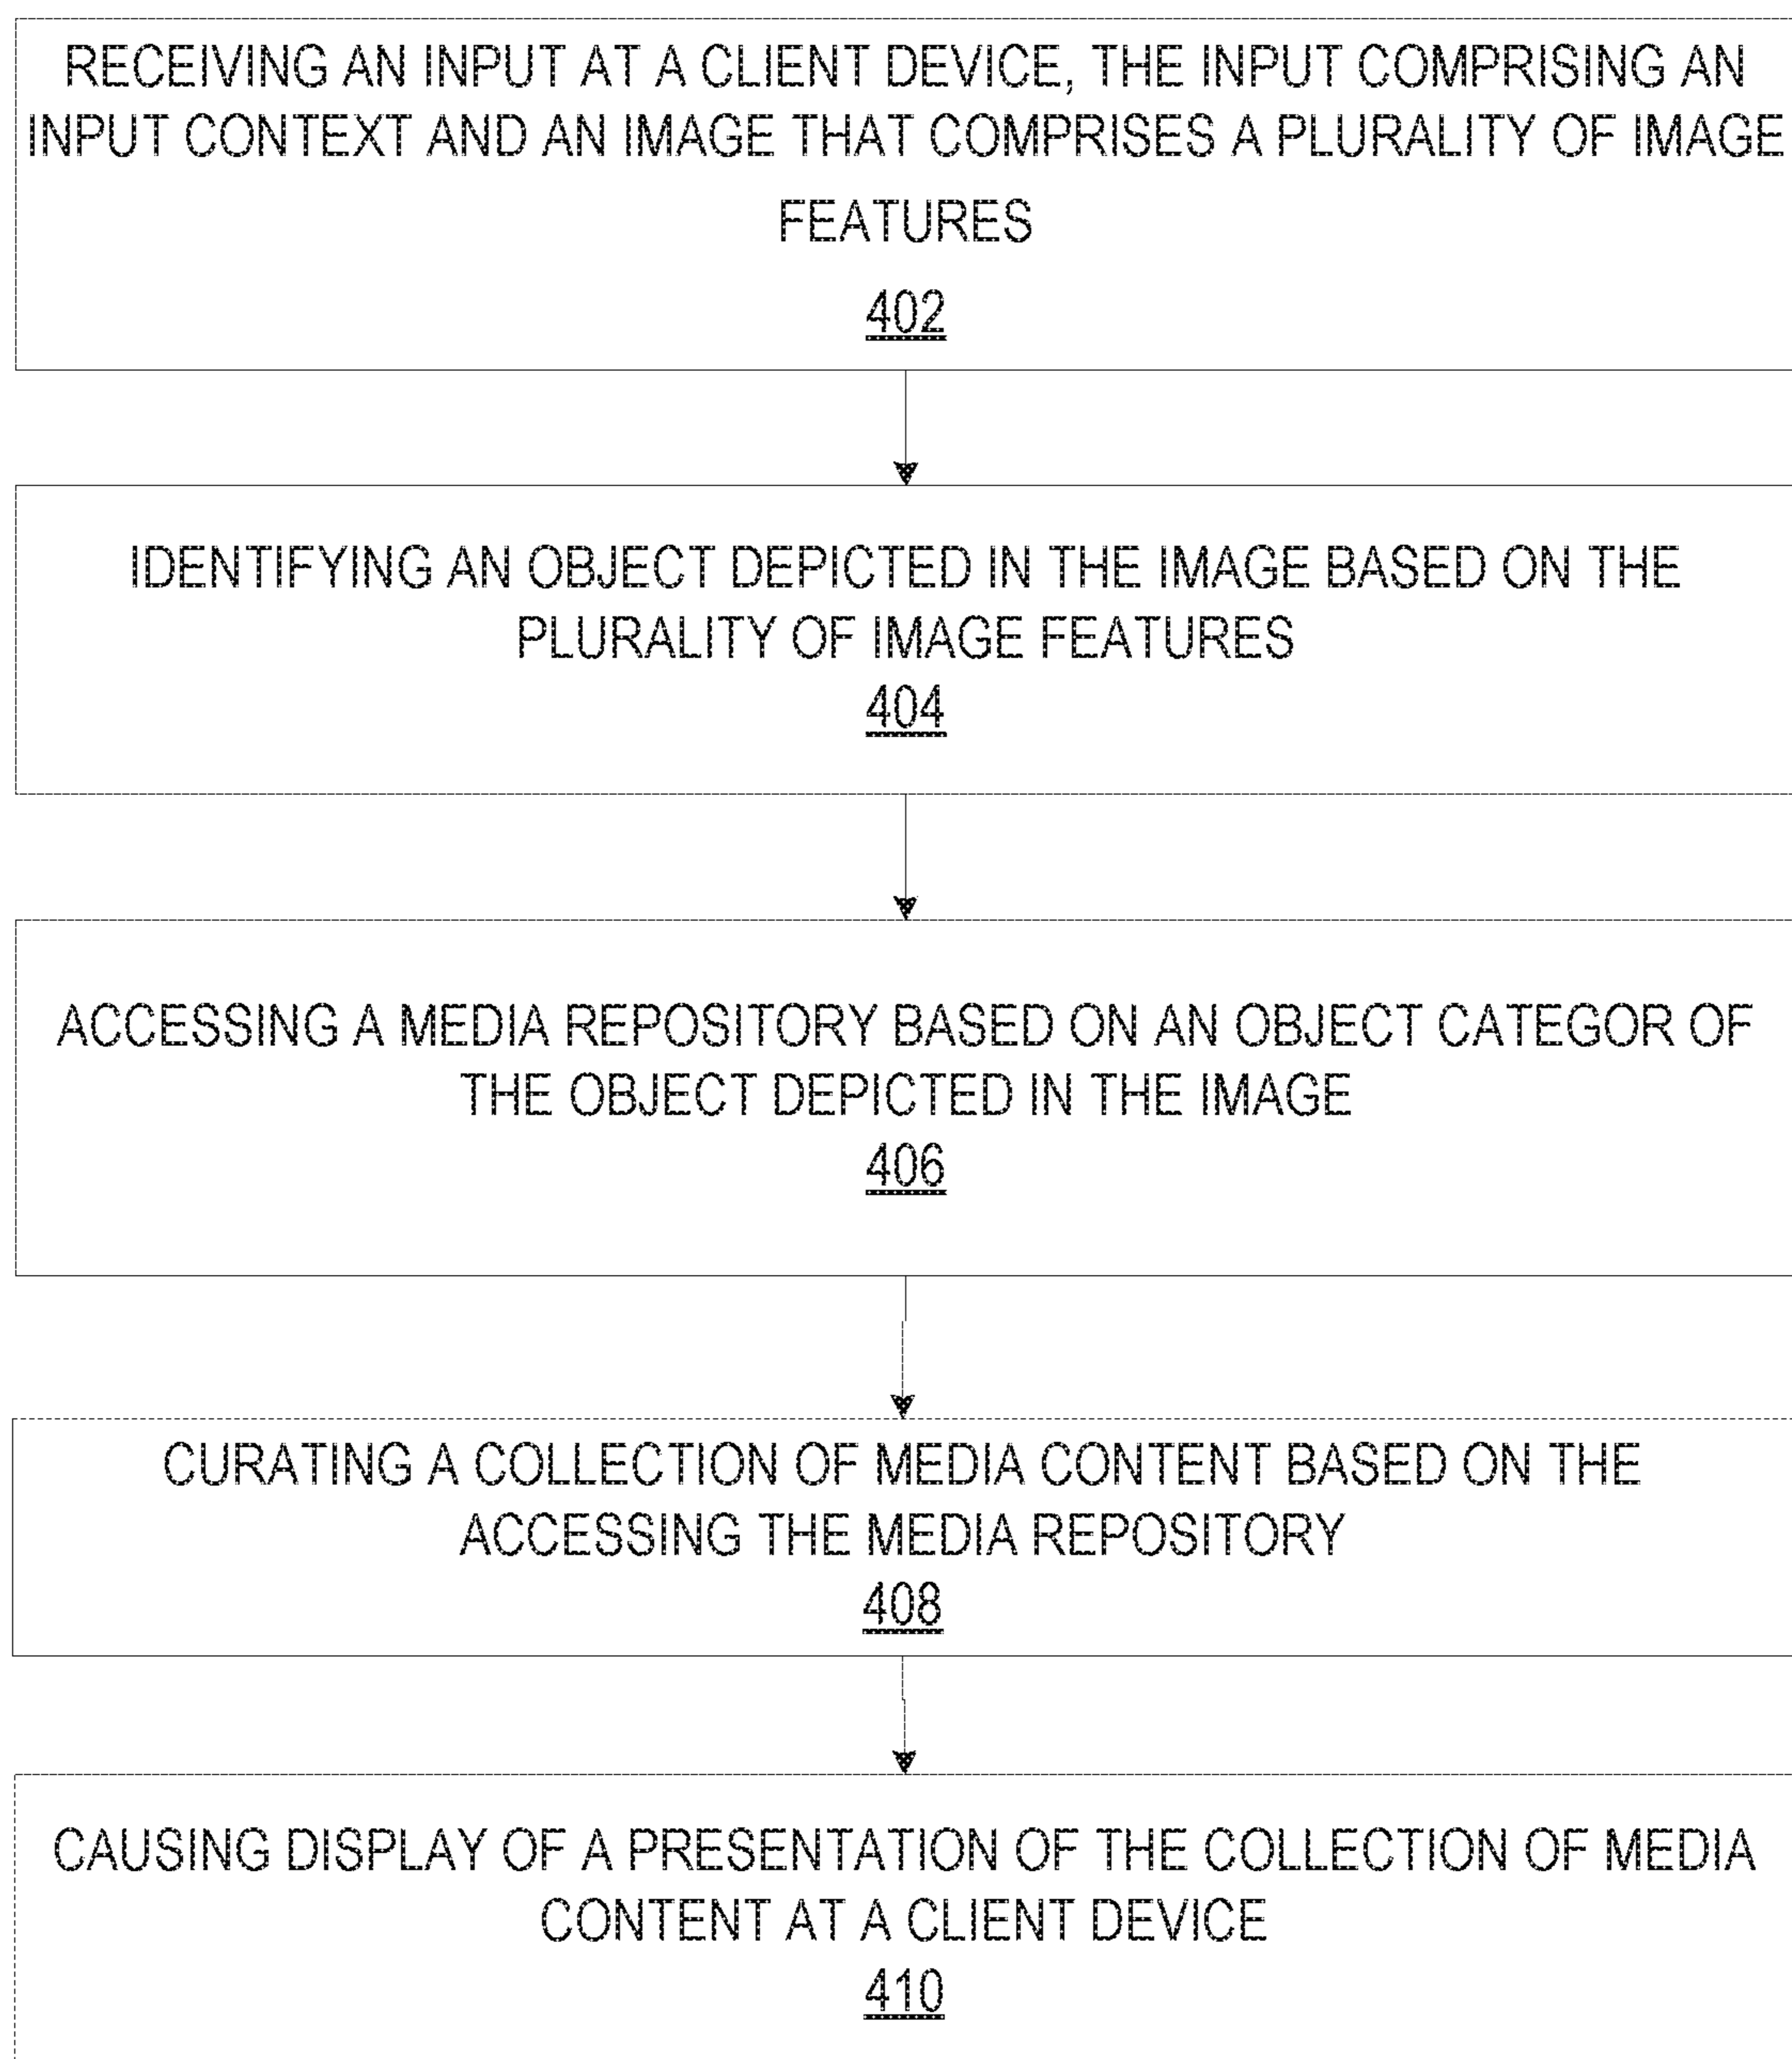 RECEIVING AN INPUT AT A CLIENT DEVICE, THE INPUT COMPRISING AN
INPUT CONTEXT AND AN IMAGE THAT COMPRISES A PLURALITY OF IMAGE
FEATURES
402
IDENTIFYING AN OBJECT DEPICTED IN THE IMAGE BASED ON THE
PLURALITY OF IMAGE FEATURES
404
ACCESSING A MEDIA REPOSITORY BASED ON AN OBJECT CATEGOR OF
THE OBJECT DEPICTED IN THE IMAGE
406
CURATING A COLLECTION OF MEDIA CONTENT BASED ON THE
ACCESSING THE MEDIA REPOSITORY
408
CAUSING DISPLAY OF A PRESENTATION OF THE COLLECTION OF MEDIA
CONTENT AT A CLIENT DEVICE
410